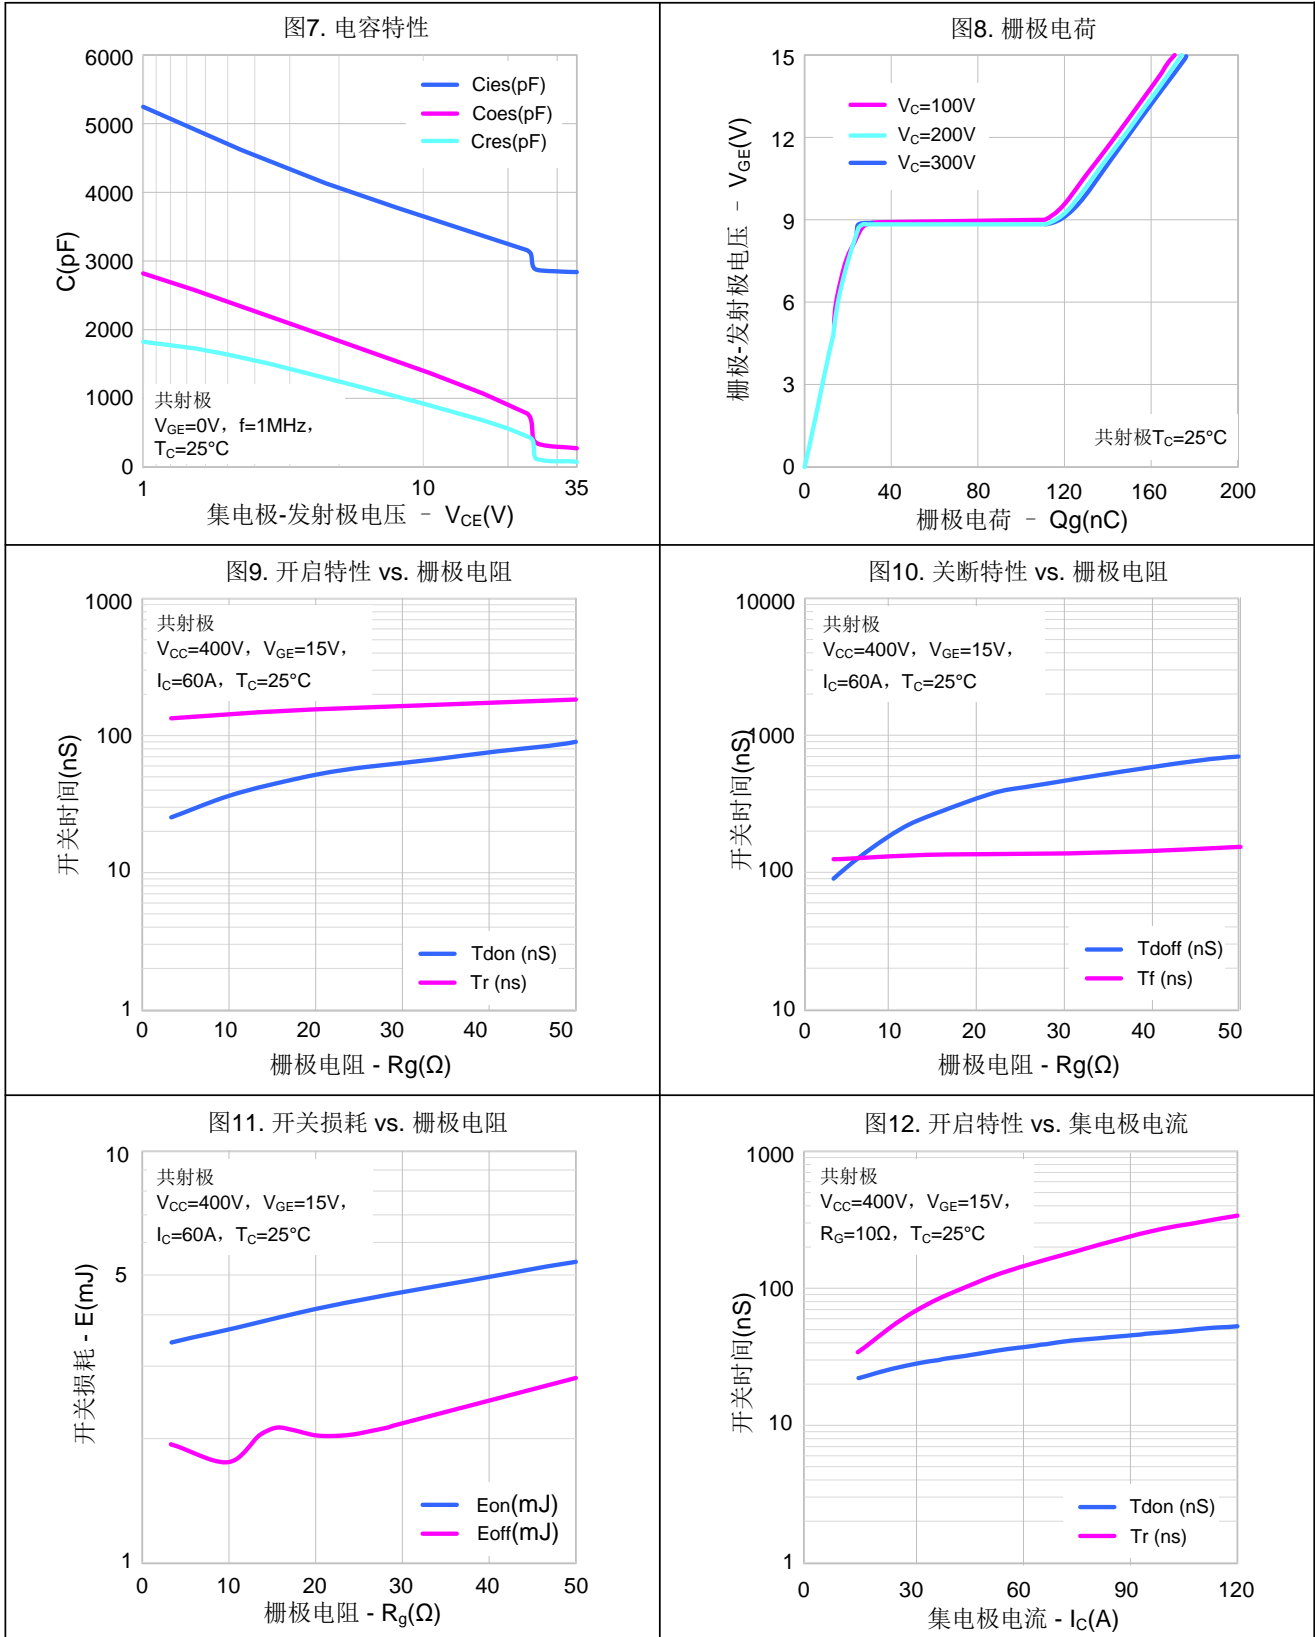 图7. 电容特性
6000
5000
4000
3000
2000
1000
0
C(pF)
Cies(pF)
Coes(pF)
Cres(pF)
共射极
VGE=0V，f=1MHz，
TC=25°C
1
10
35
集电极-发射极电压 － VCE(V)
图8. 栅极电荷
15
12
9
6
3
0
栅极-发射极电压 － VGE(V)
VC=100V
VC=200V
VC=300V
共射极TC=25°C
0
40
80
120
160
200
栅极电荷 － Qg(nC)
图9. 开启特性 vs. 栅极电阻
1000
100
10
1
开关时间(nS)
共射极
VCC=400V，VGE=15V，
IC=60A，TC=25°C
Tdon (nS)
Tr (ns)
0
10
20
30
40
50
栅极电阻 - Rg(Ω)
图10. 关断特性 vs. 栅极电阻
10000
1000
100
10
开关时间(nS)
共射极
VCC=400V，VGE=15V，
IC=60A，TC=25°C
Tdoff (nS)
Tf (ns)
0
10
20
30
40
50
栅极电阻 - Rg(Ω)
图11. 开关损耗 vs. 栅极电阻
10
5
1
开关损耗 - E(mJ)
共射极
VCC=400V，VGE=15V，
IC=60A，TC=25°C
Eon(mJ)
Eoff(mJ)
0
10
20
30
40
50
栅极电阻 - Rg(Ω)
图12. 开启特性 vs. 集电极电流
1000
100
10
1
开关时间(nS)
共射极
VCC=400V，VGE=15V，
RG=10Ω，TC=25°C
Tdon (nS)
Tr (ns)
0
30
60
90
120
集电极电流 - IC(A)